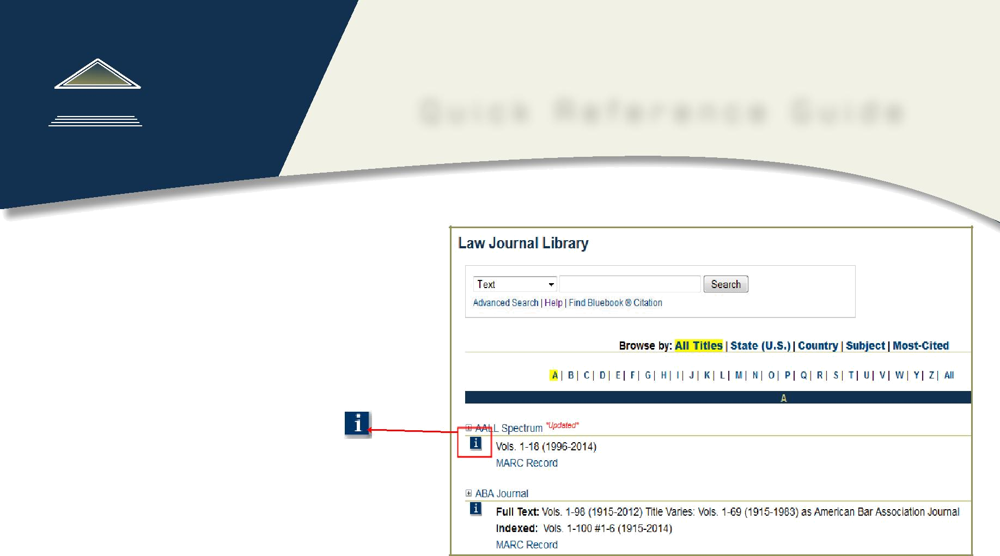 Quick Reference Guide
Law Journal Library
Text Search
Advanced Search | Help | Find Bluebook ® Citation
Browse by: All Titles | State (U.S.) | Country | Subject | Most-Cited
A | B | C | D | E | F | G | H | I | J | K | L | M | N | O | P | Q | R | S | T | U | V | W | Y | Z | All
A
AALL Spectrum *Updated*
i
i Vols. 1-18 (1996-2014)
MARC Record
ABA Journal
i Full Text: Vols. 1-98 (1915-2012) Title Varies: Vols. 1-69 (1915-1983) as American Bar Association Journal
Indexed: Vols. 1-100 #1-6 (1915-2014)
MARC Record